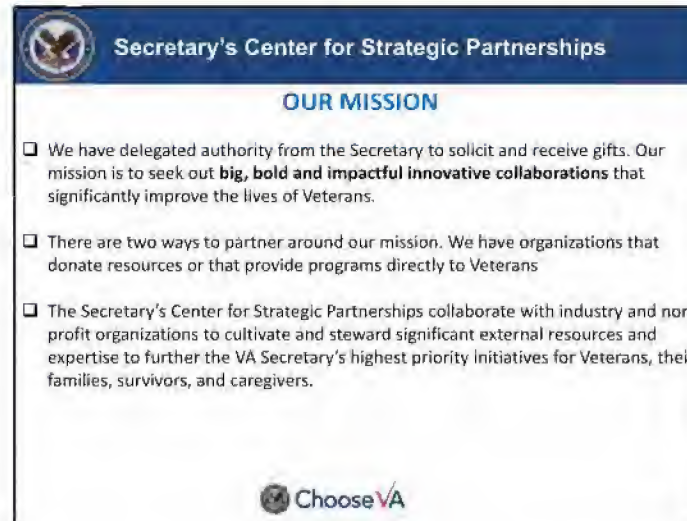 Secretary's Center for Strategic Partnerships
OUR MISSION
❑ We have delegated authority from the Secretary to solicit and receive gifts. Our
mission is to seek out big, bold and impactful innovative collaborations that
significantly improve the lives of Veterans.
❑ There are two ways to partner around our mission. We have organizations that
donate resources or that provide programs directly to Veterans
❑ The Secretary's Center for Strategic Partnerships collaborate with industry and non
profit organizations to cultivate and steward significant external resources and
expertise to further the VA Secretary's highest priority initiatives for Veterans, thei
families, survivors, and caregivers.
ChooseVA